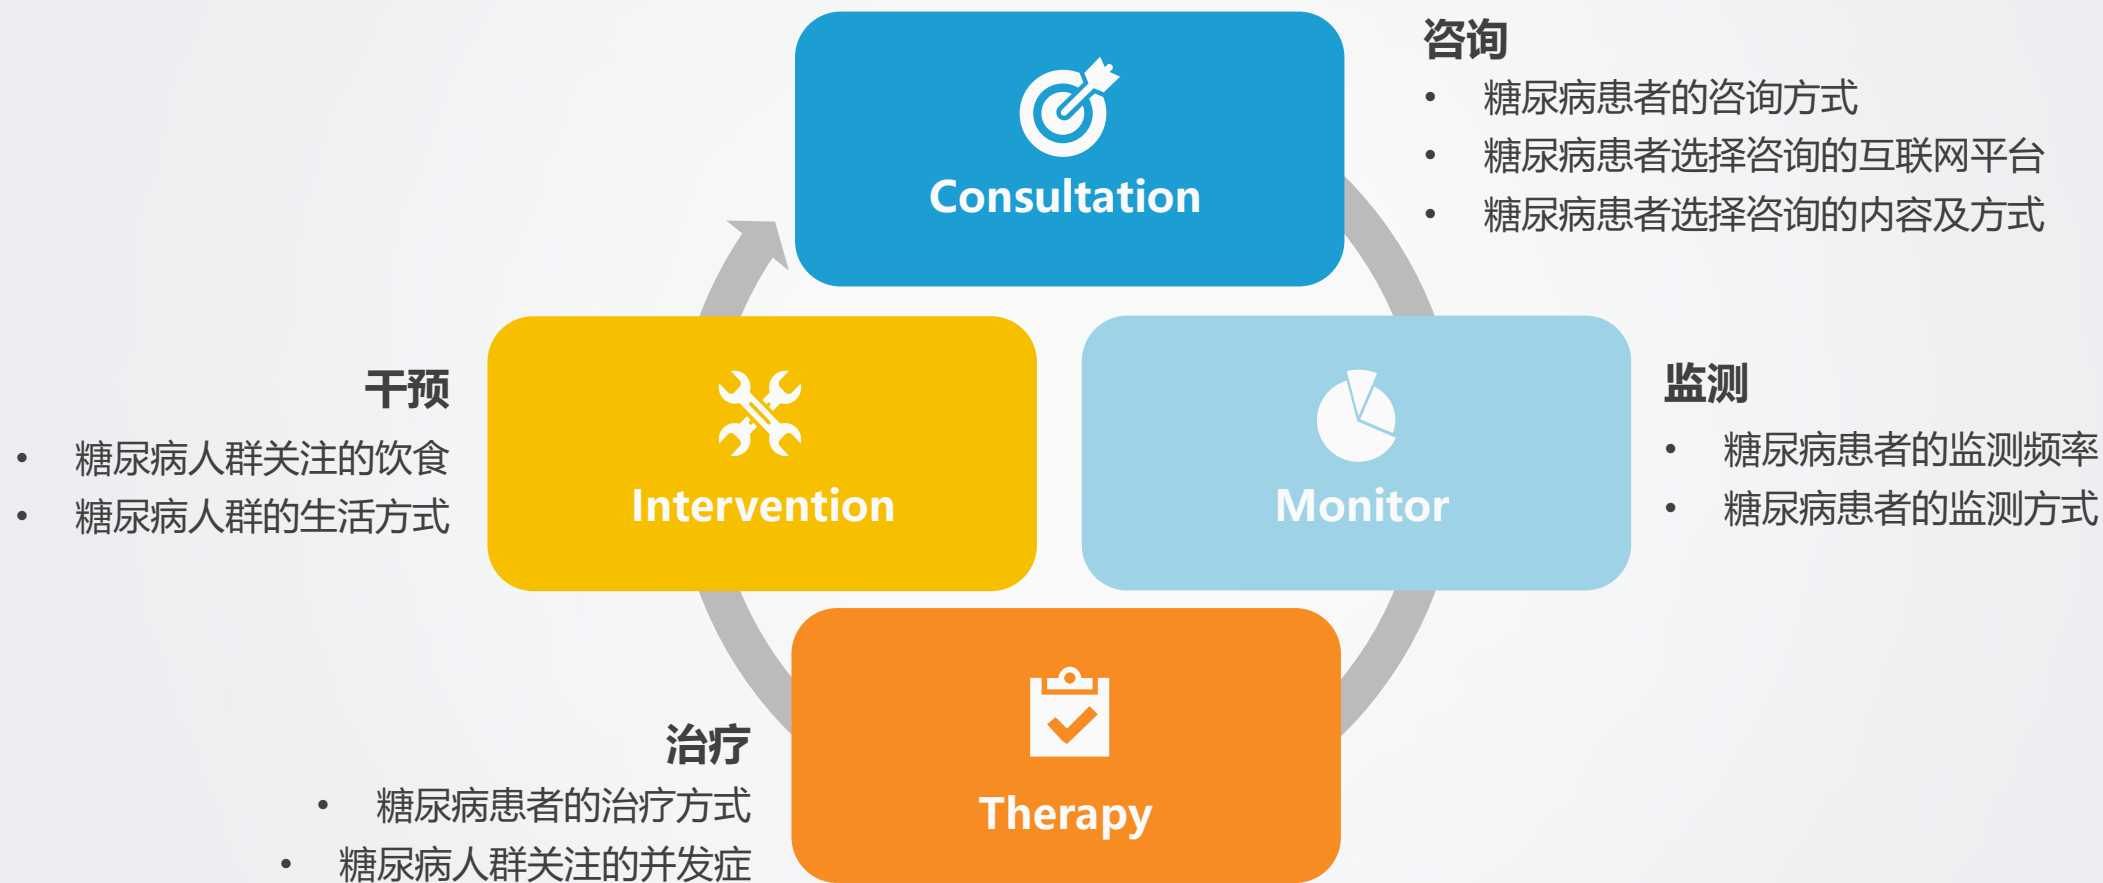 Consultation
咨询
• 糖尿病患者的咨询方式
• 糖尿病患者选择咨询的互联网平台
• 糖尿病患者选择咨询的内容及方式
干预
• 糖尿病人群关注的饮食
• 糖尿病人群的生活方式
Intervention
Monitor
监测
• 糖尿病患者的监测频率
• 糖尿病患者的监测方式
治疗
• 糖尿病患者的治疗方式
• 糖尿病人群关注的并发症
Therapy